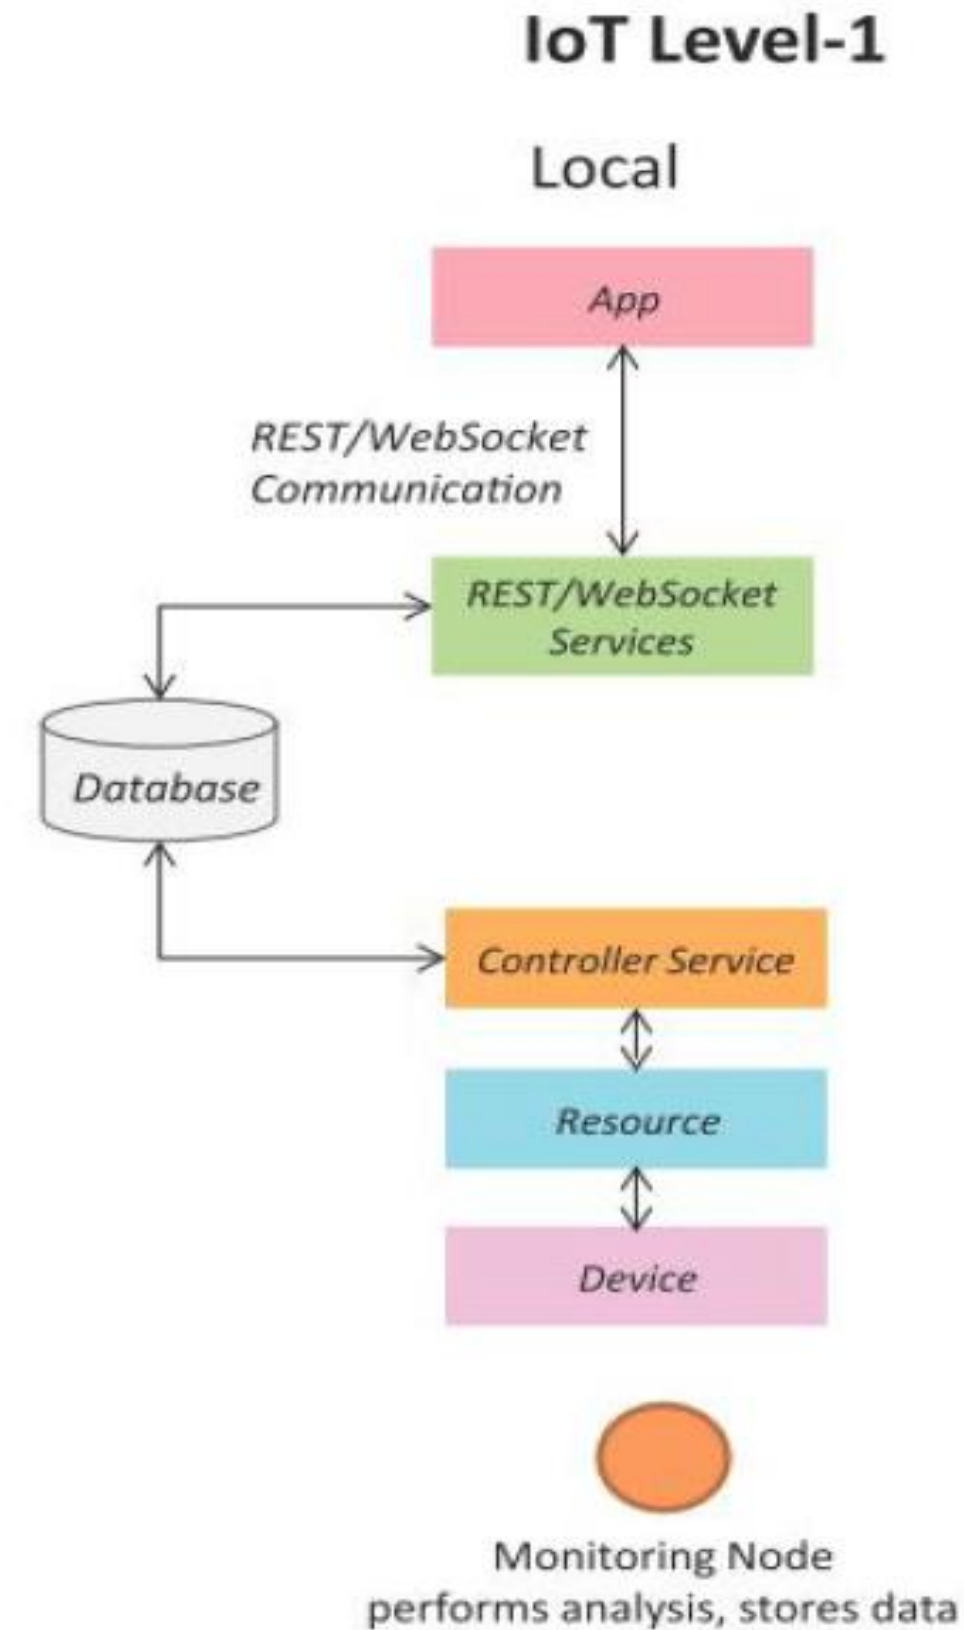 IoT Level-1
Local
App
REST/WebSocket
Communication
REST/WebSocket
Services
Database
Controller Service
Resource
Device
Monitoring Node
performs analysis, stores data